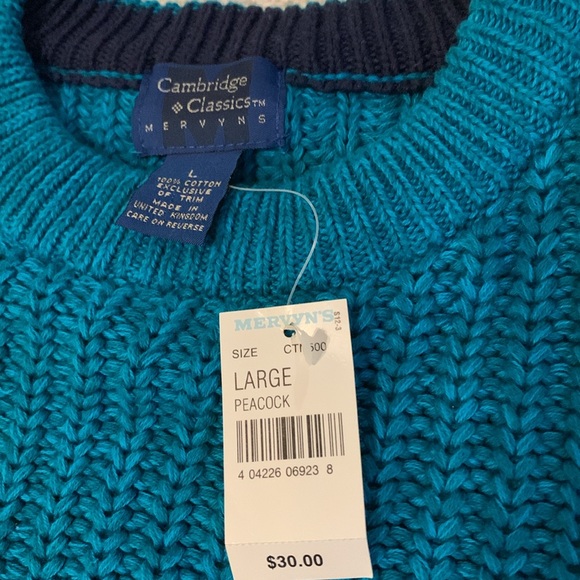 Cambridge
Classics™
MERVYNS
L
100% COTTON
EXCLUSIVE
OF TRIM
MADE IN
UNITED KINGDOM
CARE ON REVERSE
MERVYN'S
SIZE
LARGE
PEACOCK
4 04226 06923 8
$30.00